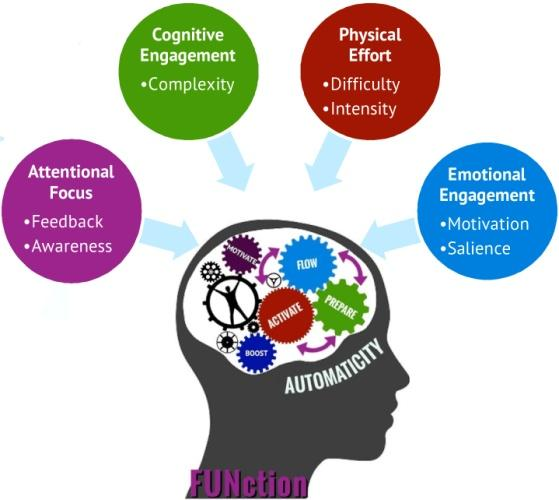 Cognitive
Engagement
•Complexity
Physical
Effort
•Difficulty
•Intensity
Attentional
Focus
•Feedback
•Awareness
Emotional
Engagement
•Motivation
•Salience
MOTIVATE
FLOW
PREPARE
ACTIVATE
BOOST
AUTOMATICITY
FUNction